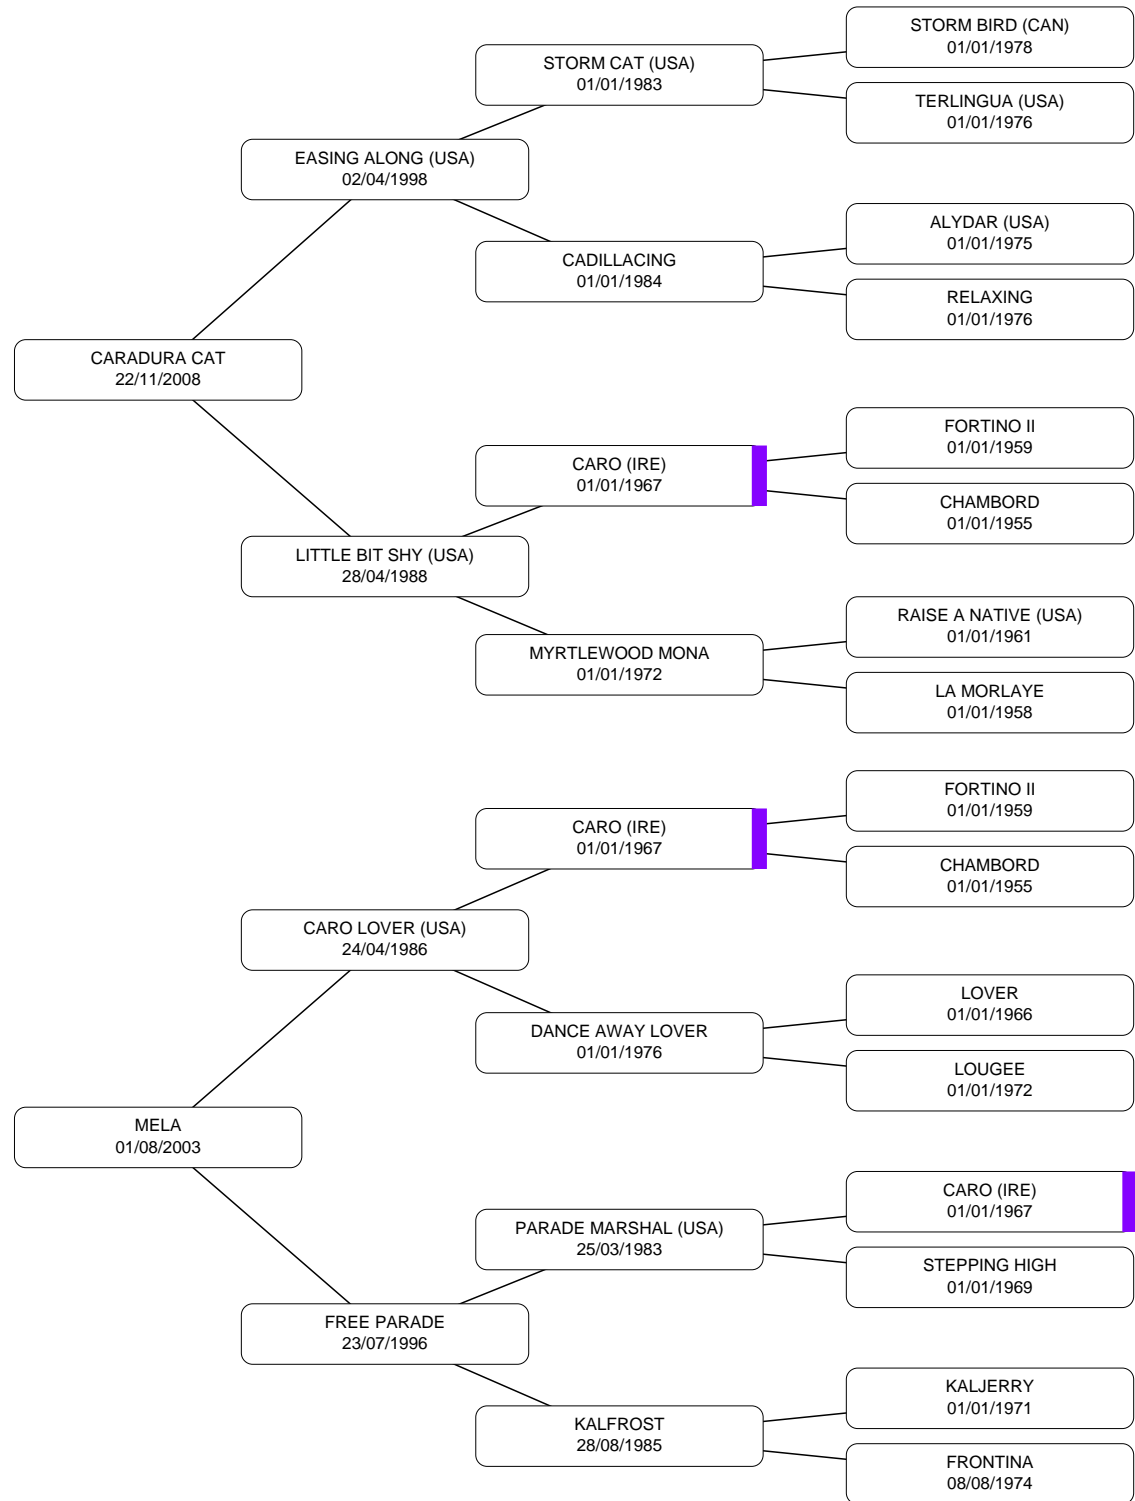 STORM BIRD (CAN)
01/01/1978
STORM CAT (USA)
01/01/1983
TERLINGUA (USA)
01/01/1976
EASING ALONG (USA)
02/04/1998
ALYDAR (USA)
01/01/1975
CADILLACING
01/01/1984
RELAXING
01/01/1976
CARADURA CAT
22/11/2008
FORTINO II
01/01/1959
CARO (IRE)
01/01/1967
CHAMBORD
01/01/1955
LITTLE BIT SHY (USA)
28/04/1988
RAISE A NATIVE (USA)
01/01/1961
MYRTLEWOOD MONA
01/01/1972
LA MORLAYE
01/01/1958
FORTINO II
01/01/1959
CARO (IRE)
01/01/1967
CHAMBORD
01/01/1955
CARO LOVER (USA)
24/04/1986
LOVER
01/01/1966
DANCE AWAY LOVER
01/01/1976
LOUGEE
01/01/1972
MELA
01/08/2003
CARO (IRE)
01/01/1967
PARADE MARSHAL (USA)
25/03/1983
STEPPING HIGH
01/01/1969
FREE PARADE
23/07/1996
KALJERRY
01/01/1971
KALFROST
28/08/1985
FRONTINA
08/08/1974